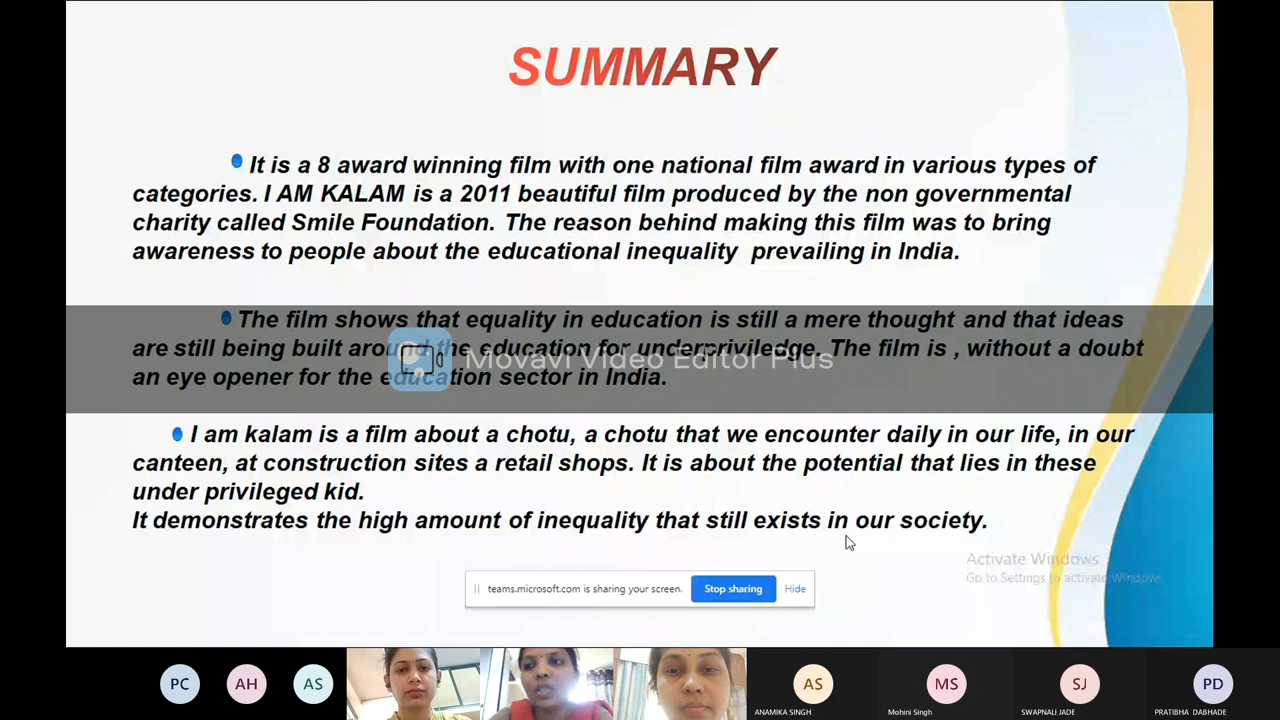 SUMMARY
It is a 8 award winning film with one national film award in various types of
categories. I AM KALAM is a 2011 beautiful film produced by the non governmental
charity called Smile Foundation. The reason behind making this film was to bring
awareness to people about the educational inequality prevailing in India.
The film shows that equality in education is still a mere thought and that ideas
are still being built around the education for underpriviledge. The film is , without a doubt
Movavi Video Editor Plus
an eye opener for the education sector in India.
I am kalam is a film about a chotu, a chotu that we encounter daily in our life, in our
canteen, at construction sites a retail shops. It is about the potential that lies in these
under privileged kid.
It demonstrates the high amount of inequality that still exists in our society.
Activate Windows
Go to Settings to activate Windows.
teams.microsoft.com is sharing your screen. Stop sharing Hide
PC AH AS AS MS SJ PD
ANAMIKA SINGH Mohini Singh SWAPNALI JADE PRATIBHA DABHADE